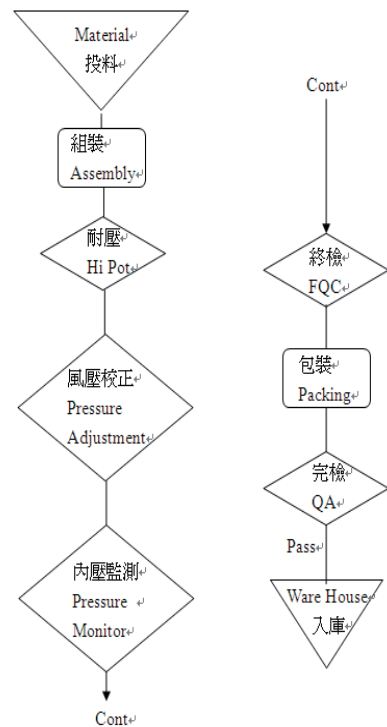 Material
投料
組裝
Assembly
耐壓
Hi Pot
風壓校正
Pressure
Adjustment
內壓監測
Pressure
Monitor
Cont
Cont
終檢
FQC
包裝
Packing
完檢
QA
Pass
Ware House
入庫